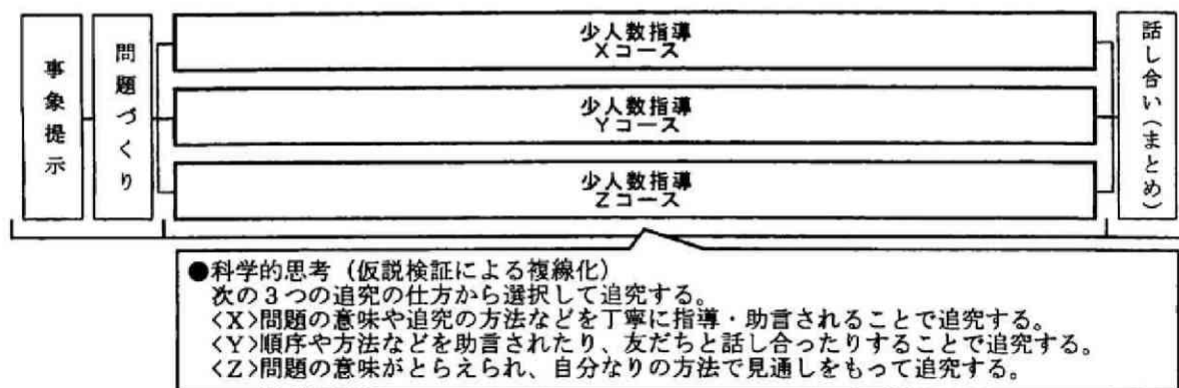 事象提示
問題づくり
少人数指導
Xコース
少人数指導
Yコース
少人数指導
Zコース
話し合い(まとめ)
●科学的思考(仮説検証による複線化)
次の3つの追究の仕方から選択して追究する。
<X>問題の意味や追究の方法などを丁寧に指導・助言されることで追究する。
<Y>順序や方法などを助言されたり、友だちと話し合ったりすることで追究する。
<Z>問題の意味がとらえられ、自分なりの方法で見通しをもって追究する。